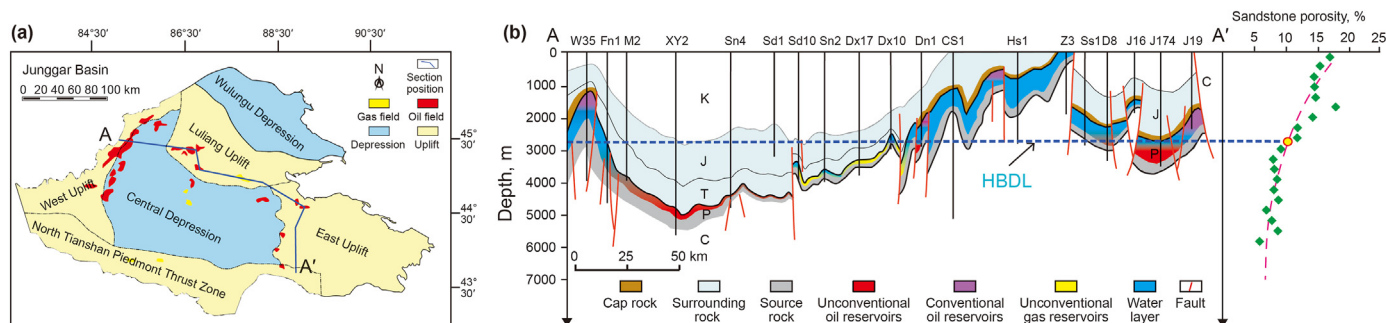 (a)
84°30'
86°30'
88°30'
90°30'
Junggar Basin
0 20 40 60 80 100 km
N
Section
position
Gas field
Oil field
Depression
Uplift
Wulungu Depression
Luliang Uplift
A
West Uplift
Central Depression
East Uplift
North Tianshan Piedmont Thrust Zone
A'
45°
30'
44°
30'
43°
30'
(b)
A
W35 Fn1 M2 XY2 Sn4 Sd1 Sd10 Sn2 Dx17 Dx10 Dn1 CS1 Hs1 Z3 Ss1 D8 J16 J174 J19
A'
Sandstone porosity, %
5 10 15 20 25
Depth, m
0
1000
2000
3000
4000
5000
6000
7000
K
J
T
P
C
J
P
C
HBDL
0 25 50 km
Cap rock
Surrounding
rock
Source
rock
Unconventional
oil reservoirs
Conventional
oil reservoirs
Unconventional
gas reservoirs
Water
layer
Fault